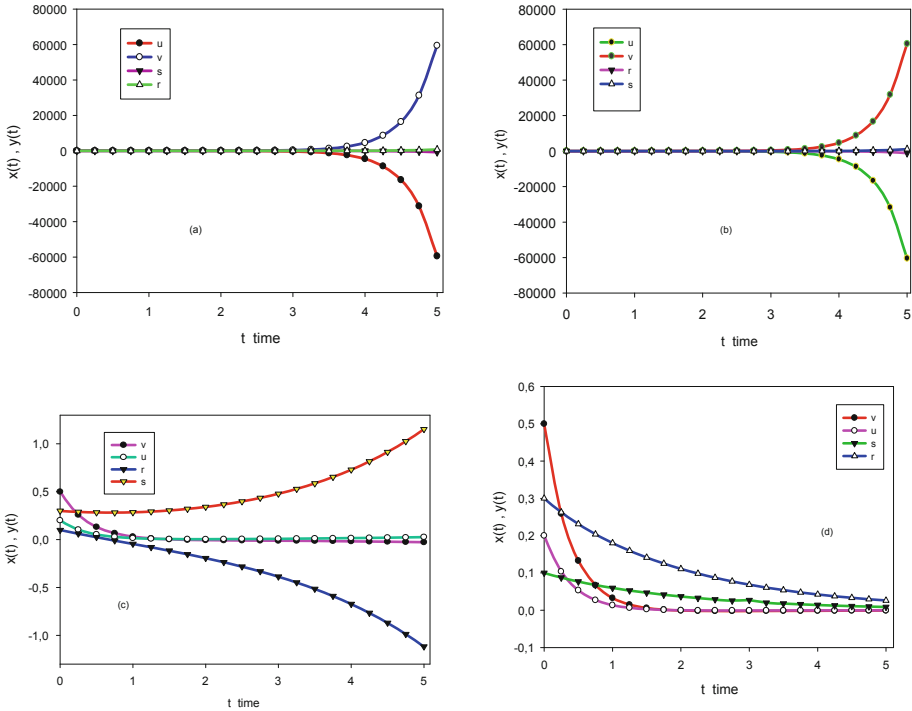 80000
60000
40000
20000
0
-20000
-40000
-60000
-80000
x(t) , y(t)
u
v
s
r
(a)
0 1 2 3 4 5
t time
80000
60000
40000
20000
0
-20000
-40000
-60000
-80000
x(t) , y(t)
u
v
r
s
(b)
0 1 2 3 4 5
t time
1,0
0,5
0,0
-0,5
-1,0
x(t) , y(t)
v
u
r
s
(c)
0 1 2 3 4 5
t time
0,6
0,5
0,4
0,3
0,2
0,1
0,0
-0,1
x(t) , y(t)
v
u
s
r
(d)
0 1 2 3 4 5
t time